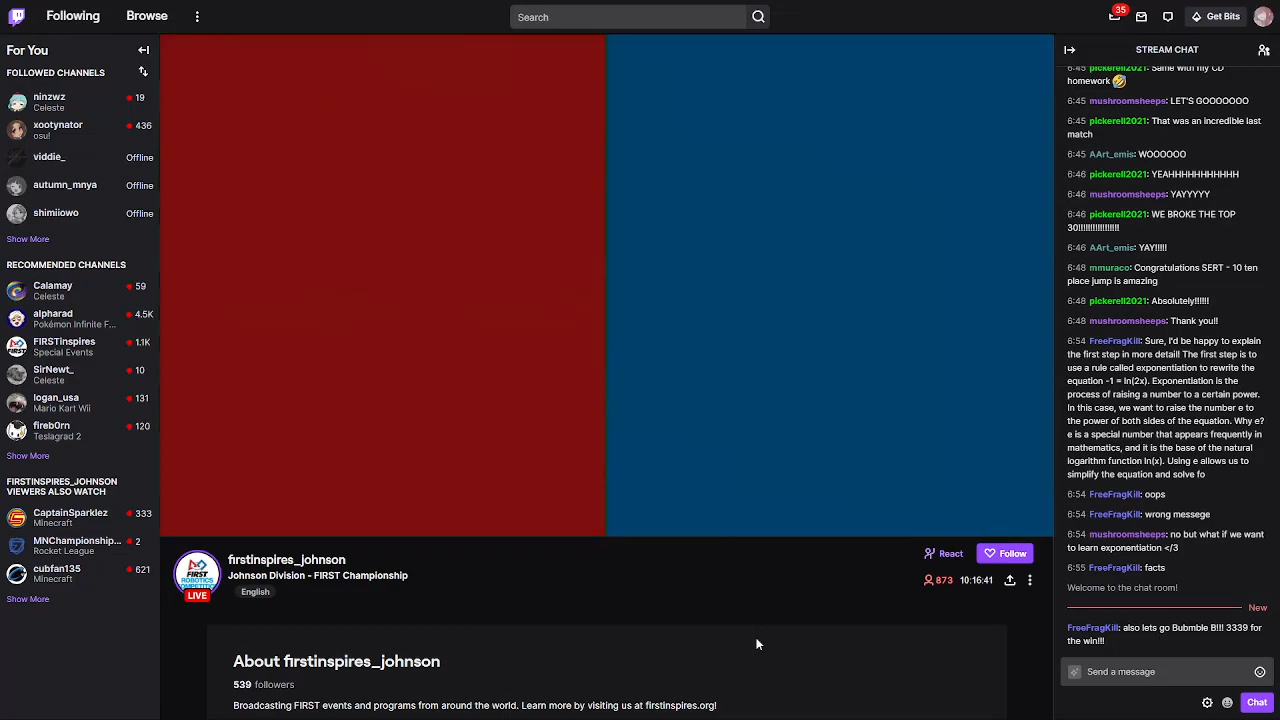 Following
Browse
Search
35
Get Bits
For You
FOLLOWED CHANNELS
ninzwz
19
Celeste
xootynator
436
osu!
viddie_
Offline
autumn_mnya
Offline
shimiiowo
Offline
Show More
RECOMMENDED CHANNELS
Calamay
59
Celeste
alpharad
4.5K
Pokémon Infinite F...
FIRSTinspires
1.1K
Special Events
SirNewt_
10
Celeste
logan_usa
131
Mario Kart Wii
fireb0rn
120
Teslagrad 2
Show More
FIRSTINSPIRES_JOHNSON
VIEWERS ALSO WATCH
CaptainSparklez
333
Minecraft
MNChampionship...
2
Rocket League
cubfan135
621
Minecraft
Show More
FIRST
ROBOTICS
COMPETITION
LIVE
firstinspires_johnson
Johnson Division - FIRST Championship
English
React
Follow
873
10:16:41
About firstinspires_johnson
539 followers
Broadcasting FIRST events and programs from around the world. Learn more by visiting us at firstinspires.org!
STREAM CHAT
6:45 pickerell2021: Same with my CD
homework
6:45 mushroomsheeps: LET'S GOOOOOOO
6:45 pickerell2021: That was an incredible last
match
6:45 AArt_emis: WOOOOOO
6:46 pickerell2021: YEAHHHHHHHHHHH
6:46 mushroomsheeps: YAYYYYY
6:46 pickerell2021: WE BROKE THE TOP
30!!!!!!!!!!!!!!!!!
6:46 AArt_emis: YAY!!!!!
6:48 mmuraco: Congratulations SERT - 10 ten
place jump is amazing
6:48 pickerell2021: Absolutely!!!!!!
6:48 mushroomsheeps: Thank you!!
6:54 FreeFragKill: Sure, I'd be happy to explain
the first step in more detail! The first step is to
use a rule called exponentiation to rewrite the
equation -1 = ln(2x). Exponentiation is the
process of raising a number to a certain power.
In this case, we want to raise the number e to
the power of both sides of the equation. Why e?
e is a special number that appears frequently in
mathematics, and it is the base of the natural
logarithm function ln(x). Using e allows us to
simplify the equation and solve fo
6:54 FreeFragKill: oops
6:54 FreeFragKill: wrong messege
6:54 mushroomsheeps: no but what if we want
to learn exponentiation </3
6:55 FreeFragKill: facts
Welcome to the chat room!
New
FreeFragKill: also lets go Bubmble B!!! 3339 for
the win!!!
Send a message
Chat